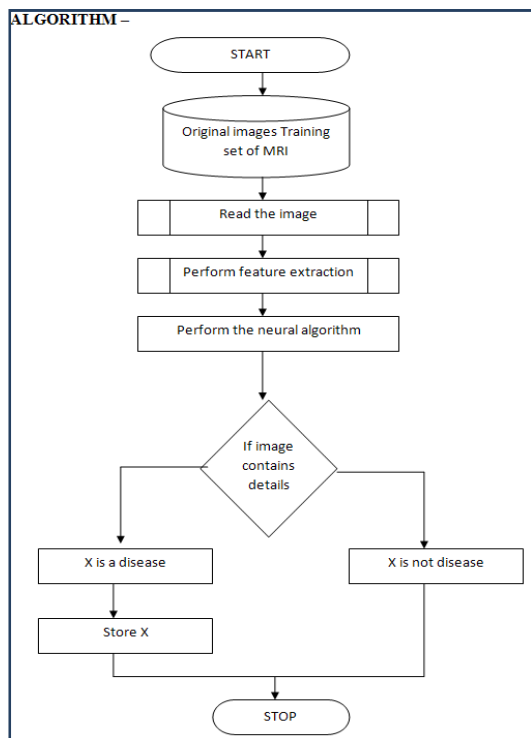 ALGORITHM –
START
Original images Training
set of MRI
Read the image
Perform feature extraction
Perform the neural algorithm
If image
contains
details
X is a disease
X is not disease
Store X
STOP